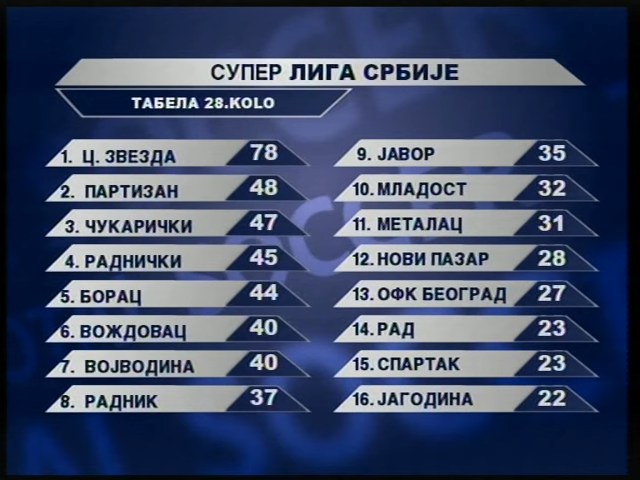 СУПЕР ЛИГА СРБИЈЕ
ТАБЕЛА 28.KOLO
1. Ц. ЗВЕЗДА 78
2. ПАРТИЗАН 48
3. ЧУКАРИЧКИ 47
4. РАДНИЧКИ 45
5. БОРАЦ 44
6. ВОЖДОВАЦ 40
7. ВОЈВОДИНА 40
8. РАДНИК 37
9. ЈАВОР 35
10. МЛАДОСТ 32
11. МЕТАЛАЦ 31
12. НОВИ ПАЗАР 28
13. ОФК БЕОГРАД 27
14. РАД 23
15. СПАРТАК 23
16. ЈАГОДИНА 22
SOCCER